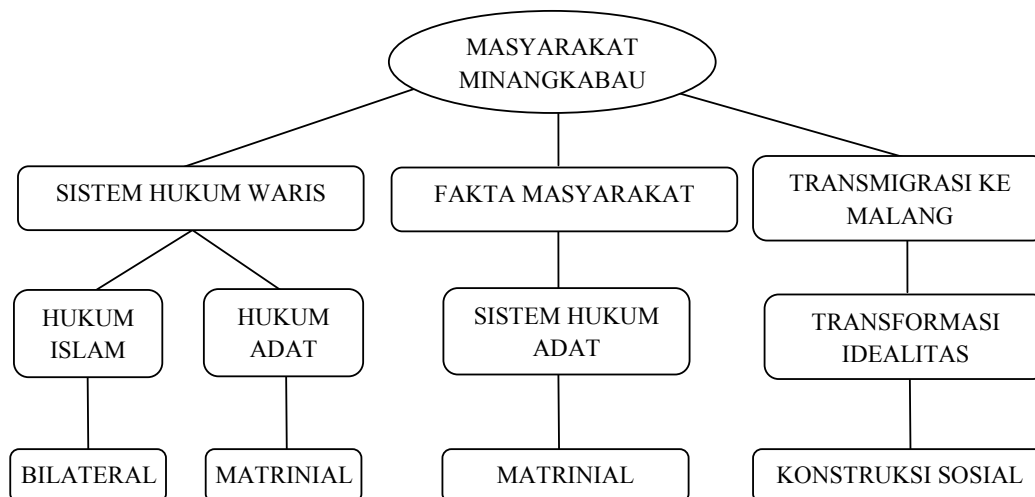 MASYARAKAT
MINANGKABAU
SISTEM HUKUM WARIS
FAKTA MASYARAKAT
TRANSMIGRASI KE
MALANG
HUKUM
ISLAM
HUKUM
ADAT
SISTEM HUKUM
ADAT
TRANSFORMASI
IDEALITAS
BILATERAL
MATRINIAL
MATRINIAL
KONSTRUKSI SOSIAL